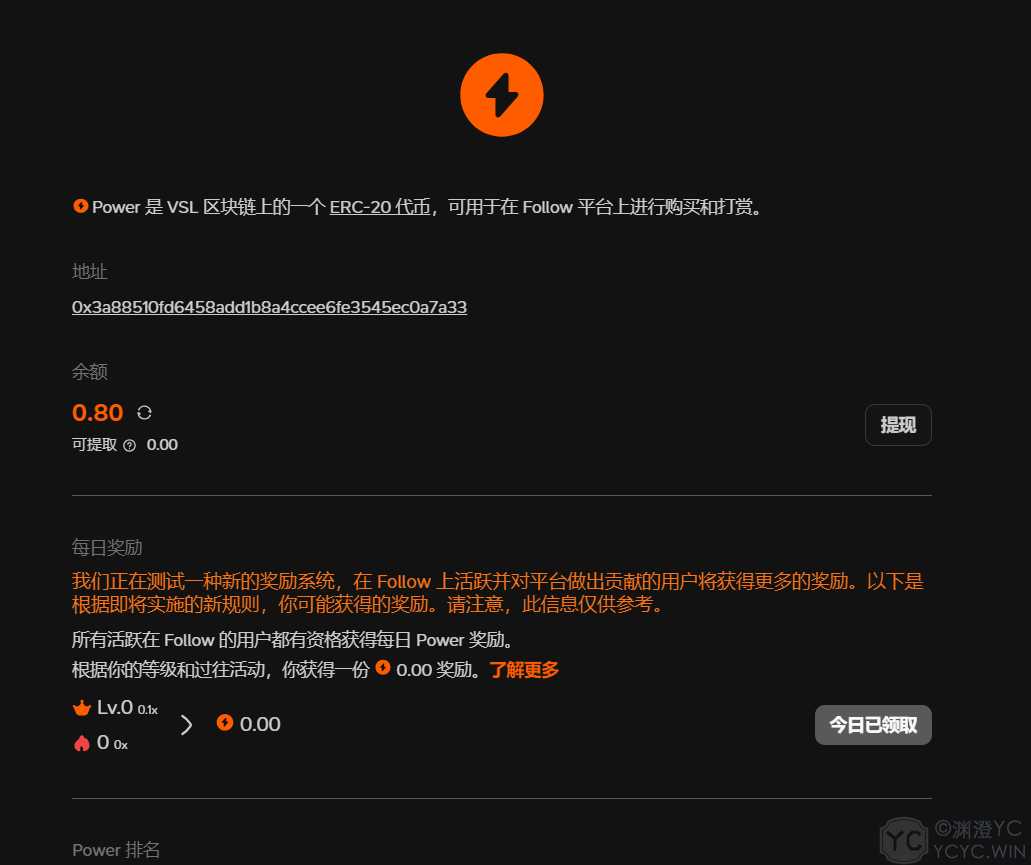 Power 是 VSL 区块链上的一个 ERC-20 代币，可用于在 Follow 平台上进行购买和打赏。
地址
0x3a88510fd6458add1b8a4ccee6fe3545ec0a7a33
余额
0.80
提现
可提取 ? 0.00
每日奖励
我们正在测试一种新的奖励系统，在 Follow 上活跃并对平台做出贡献的用户将获得更多的奖励。以下是
根据即将实施的新规则，你可能获得的奖励。请注意，此信息仅供参考。
所有活跃在 Follow 的用户都有资格获得每日 Power 奖励。
根据你的等级和过往活动，你获得一份 0.00 奖励。了解更多
Lv.0 0.1x
0 0x
0.00
今日已领取
Power 排名
YC
©渊澄YC
YCYC.WIN